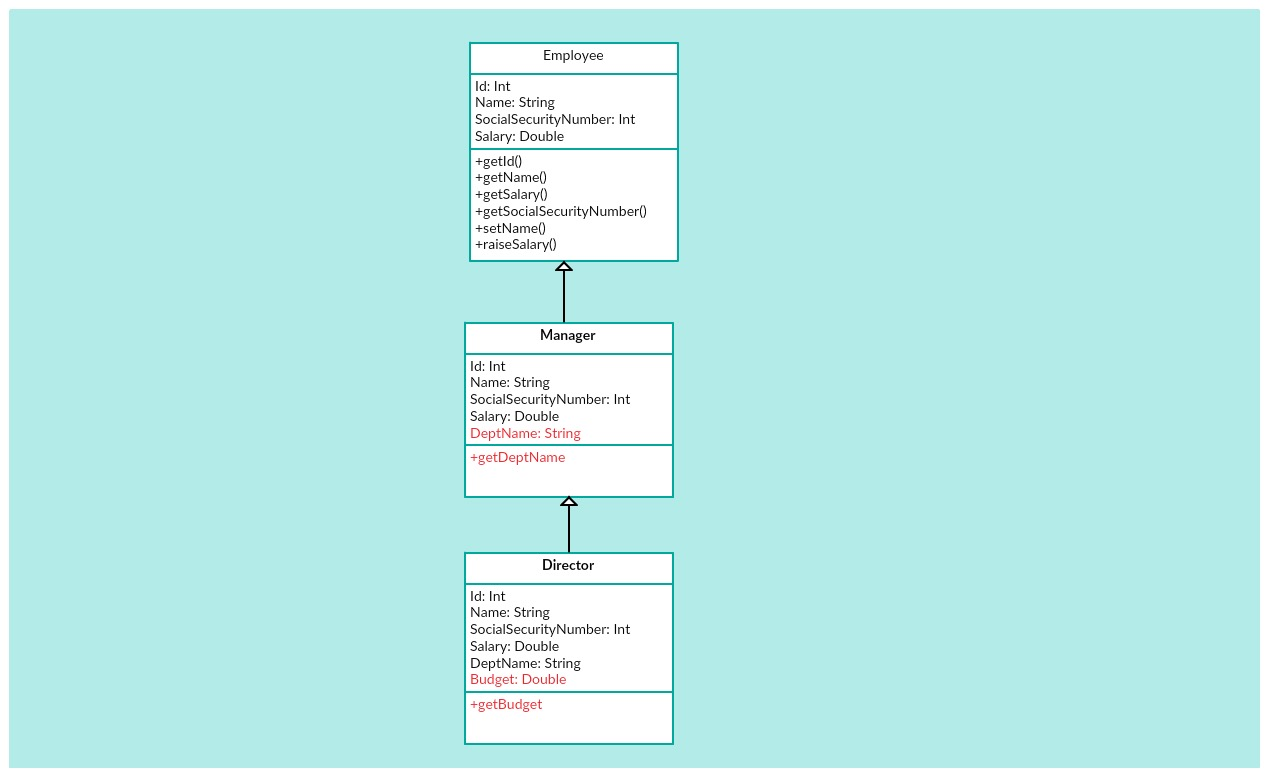 Employee
Id: Int
Name: String
SocialSecurityNumber: Int
Salary: Double
+getId()
+getName()
+getSalary()
+getSocialSecurityNumber()
+setName()
+raiseSalary()
Manager
Id: Int
Name: String
SocialSecurityNumber: Int
Salary: Double
DeptName: String
+getDeptName
Director
Id: Int
Name: String
SocialSecurityNumber: Int
Salary: Double
DeptName: String
Budget: Double
+getBudget